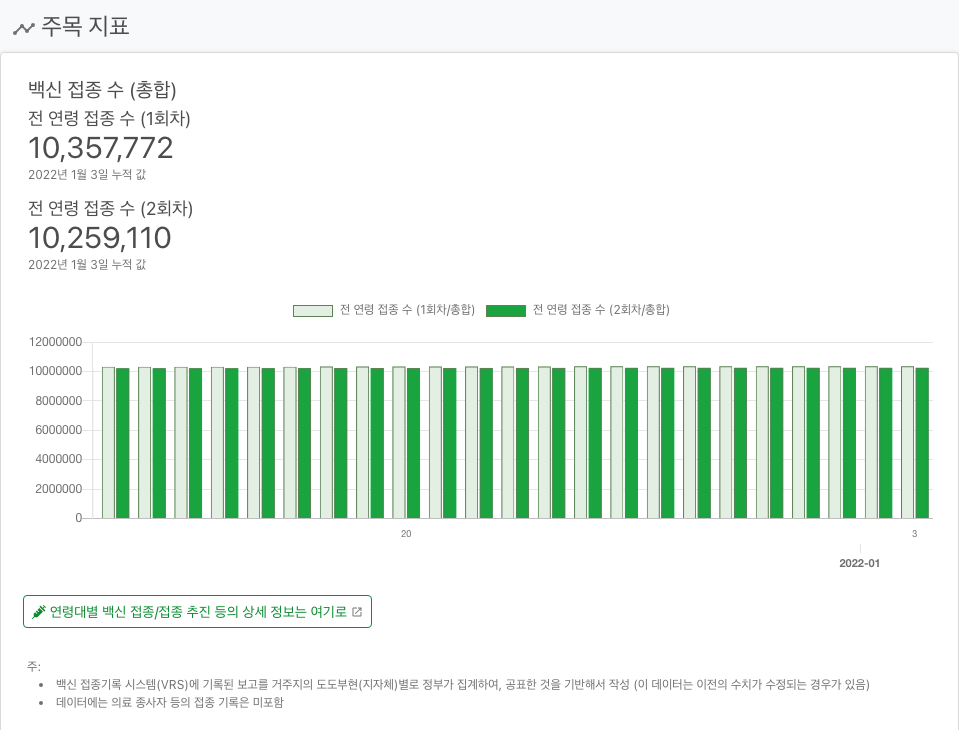 주목 지표
백신 접종 수 (총합)
전 연령 접종 수 (1회차)
10,357,772
2022년 1월 3일 누적 값
전 연령 접종 수 (2회차)
10,259,110
2022년 1월 3일 누적 값
전 연령 접종 수 (1회차/총합) 전 연령 접종 수 (2회차/총합)
12000000
10000000
8000000
6000000
4000000
2000000
0
20 3
2022-01
연령대별 백신 접종/접종 추진 등의 상세 정보는 여기로
주:
• 백신 접종기록 시스템(VRS)에 기록된 보고를 거주지의 도도부현(지자체)별로 정부가 집계하여, 공표한 것을 기반해서 작성 (이 데이터는 이전의 수치가 수정되는 경우가 있음)
• 데이터에는 의료 종사자 등의 접종 기록은 미포함